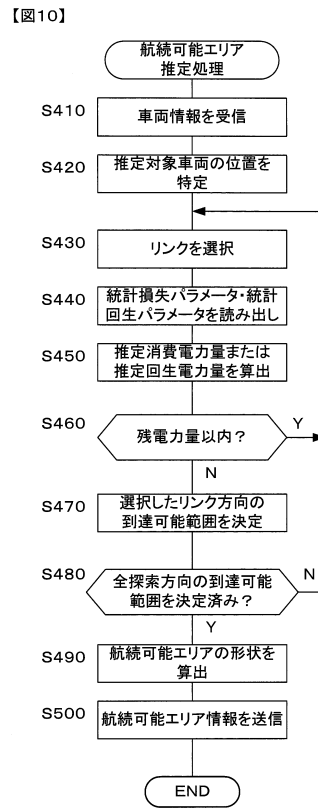 【図10】
航続可能エリア
推定処理
S410
車両情報を受信
S420
推定対象車両の位置を
特定
S430
リンクを選択
S440
統計損失パラメータ・統計
回生パラメータを読み出し
S450
推定消費電力量または
推定回生電力量を算出
S460
残電力量以内？
Y
N
S470
選択したリンク方向の
到達可能範囲を決定
S480
全探索方向の到達可能
範囲を決定済み？
N
Y
S490
航続可能エリアの形状を
算出
S500
航続可能エリア情報を送信
END